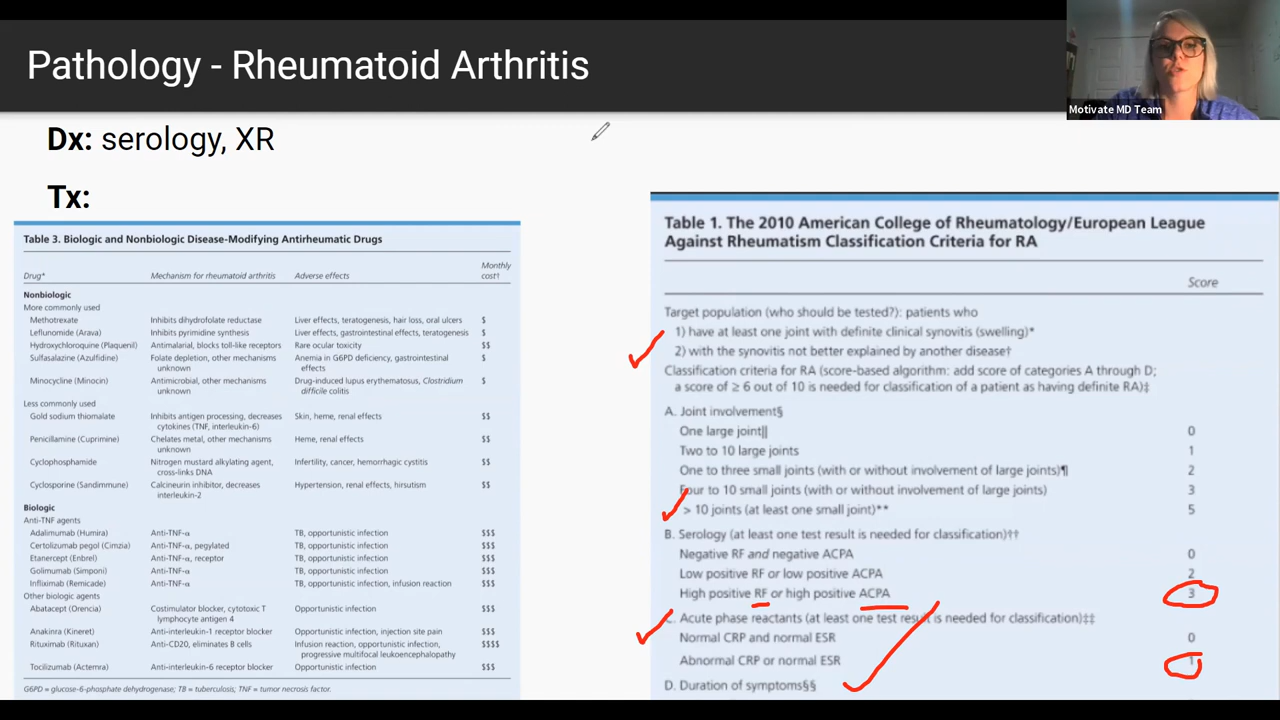 Pathology - Rheumatoid Arthritis
Motivate MD Team
Dx: serology, XR
Tx:
Table 3. Biologic and Nonbiologic Disease-Modifying Antirheumatic Drugs
Drug* Mechanism for rheumatoid arthritis Adverse effects Monthly cost†
Nonbiologic
More commonly used
Methotrexate Inhibits dihydrofolate reductase Liver effects, teratogenesis, hair loss, oral ulcers $
Leflunomide (Arava) Inhibits pyrimidine synthesis Liver effects, gastrointestinal effects, teratogenesis $$
Hydroxychloroquine (Plaquenil) Antimalarial, blocks toll-like receptors Rare ocular toxicity $$
Sulfasalazine (Azulfidine) Folate depletion, other mechanisms Anemia in G6PD deficiency, gastrointestinal $
unknown effects
Minocycline (Minocin) Antimicrobial, other mechanisms Drug-induced lupus erythematosus, Clostridium $
unknown difficile colitis
Less commonly used
Gold sodium thiomalate Inhibits antigen processing, decreases Skin, heme, renal effects $$
cytokines (TNF, interleukin-6)
Penicillamine (Cuprimine) Chelates metal, other mechanisms Heme, renal effects $$
unknown
Cyclophosphamide Nitrogen mustard alkylating agent, Infertility, cancer, hemorrhagic cystitis $$
cross-links DNA
Cyclosporine (Sandimmune) Calcineurin inhibitor, decreases Hypertension, renal effects, hirsutism $$
interleukin-2
Biologic
Anti-TNF agents
Adalimumab (Humira) Anti-TNF-α TB, opportunistic infection $$$
Certolizumab pegol (Cimzia) Anti-TNF-α, pegylated TB, opportunistic infection $$$
Etanercept (Enbrel) Anti-TNF-α, receptor TB, opportunistic infection $$$
Golimumab (Simponi) Anti-TNF-α TB, opportunistic infection $$$
Infliximab (Remicade) Anti-TNF-α TB, opportunistic infection, infusion reaction $$$
Other biologic agents
Abatacept (Orencia) Costimulator blocker, cytotoxic T Opportunistic infection $$$
lymphocyte antigen 4
Anakinra (Kineret) Anti-interleukin-1 receptor blocker Opportunistic infection, injection site pain $$$
Rituximab (Rituxan) Anti-CD20, eliminates B cells Infusion reaction, opportunistic infection, $$$$
progressive multifocal leukoencephalopathy
Tocilizumab (Actemra) Anti-interleukin-6 receptor blocker Opportunistic infection $$$
G6PD = glucose-6-phosphate dehydrogenase; TB = tuberculosis; TNF = tumor necrosis factor.
Table 1. The 2010 American College of Rheumatology/European League
Against Rheumatism Classification Criteria for RA
Score
Target population (who should be tested?): patients who
1) have at least one joint with definite clinical synovitis (swelling)*
2) with the synovitis not better explained by another disease†
Classification criteria for RA (score-based algorithm: add score of categories A through D;
a score of ≥ 6 out of 10 is needed for classification of a patient as having definite RA)‡
A. Joint involvement§
One large joint|| 0
Two to 10 large joints 1
One to three small joints (with or without involvement of large joints)¶ 2
Four to 10 small joints (with or without involvement of large joints) 3
> 10 joints (at least one small joint)** 5
B. Serology (at least one test result is needed for classification)††
Negative RF and negative ACPA 0
Low positive RF or low positive ACPA 2
High positive RF or high positive ACPA 3
C. Acute phase reactants (at least one test result is needed for classification)‡‡
Normal CRP and normal ESR 0
Abnormal CRP or normal ESR 1
D. Duration of symptoms§§